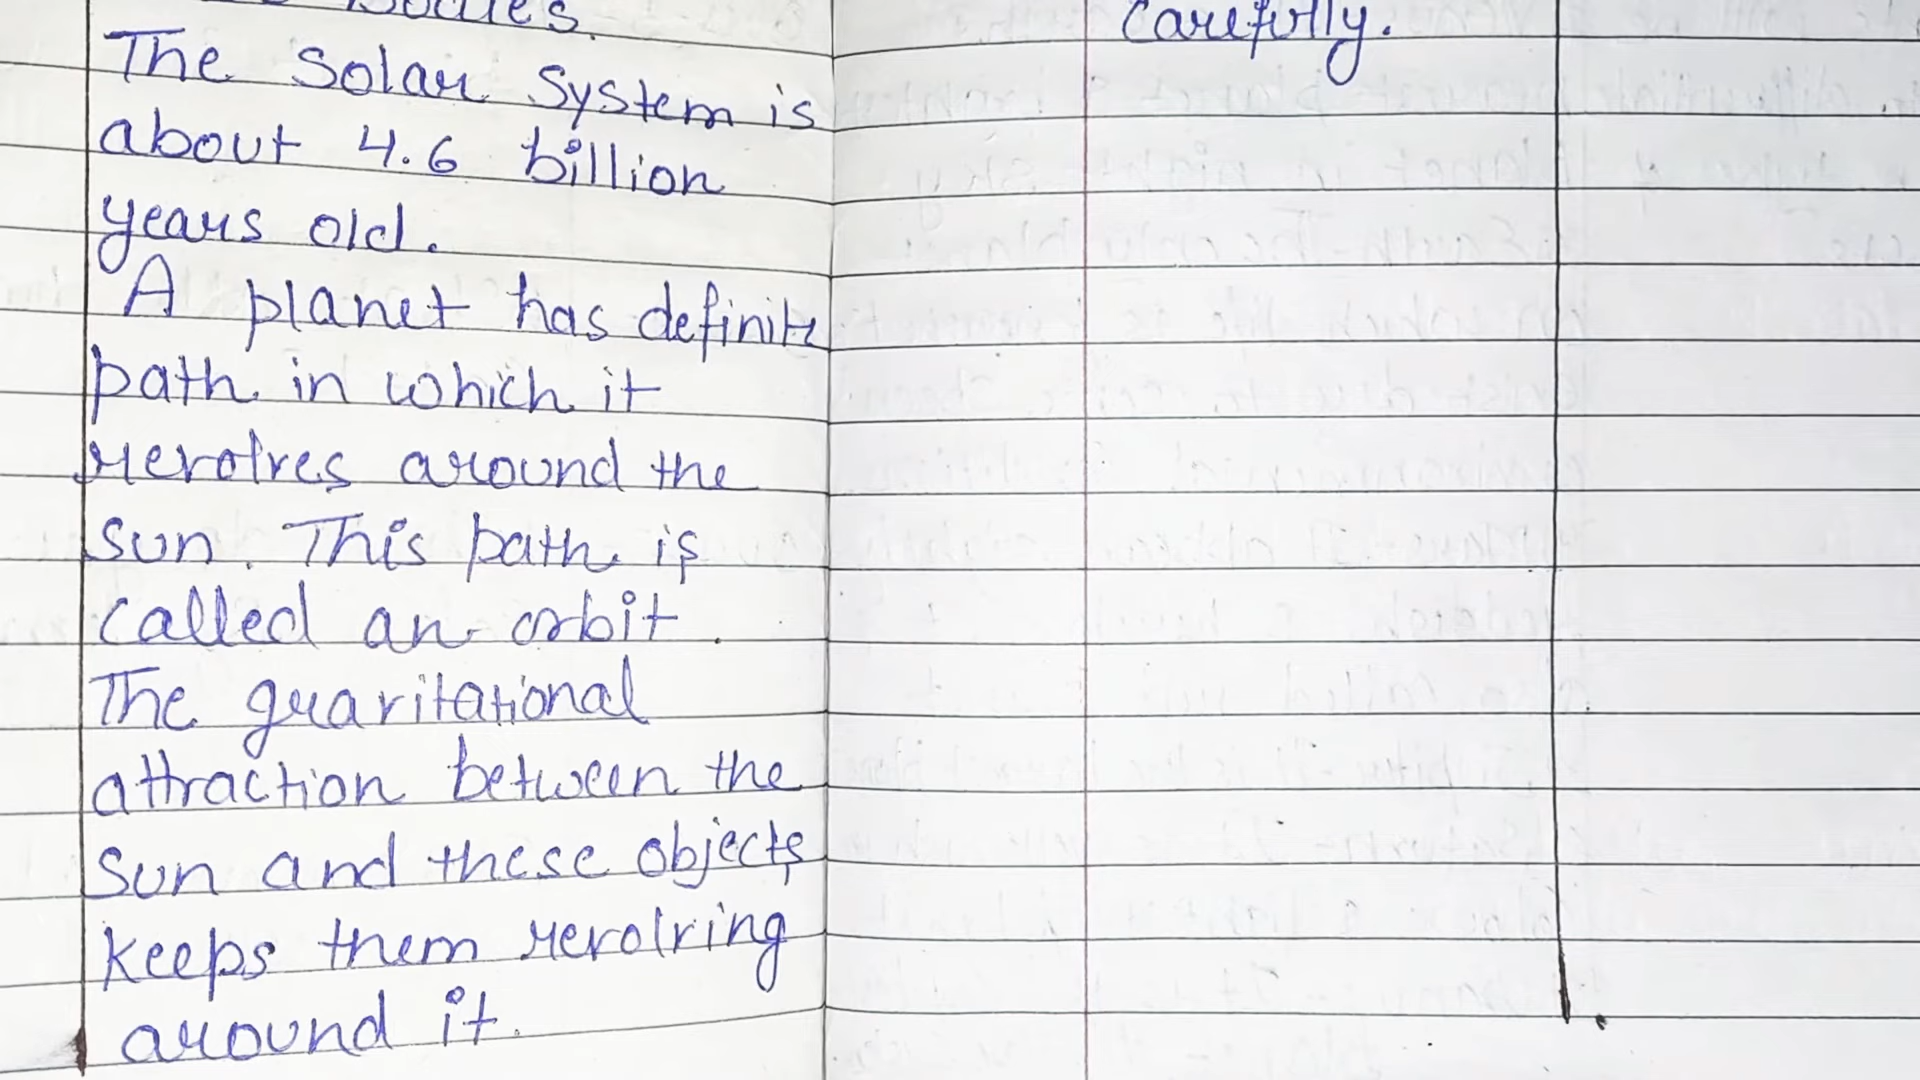 Bodies.
The Solar System is
about 4.6 billion
years old.
A planet has definite
path in which it
revolves around the
sun. This path is
called an orbit.
The gravitational
attraction between the
Sun and these objects
keeps them revolving
around it.
Carefully.